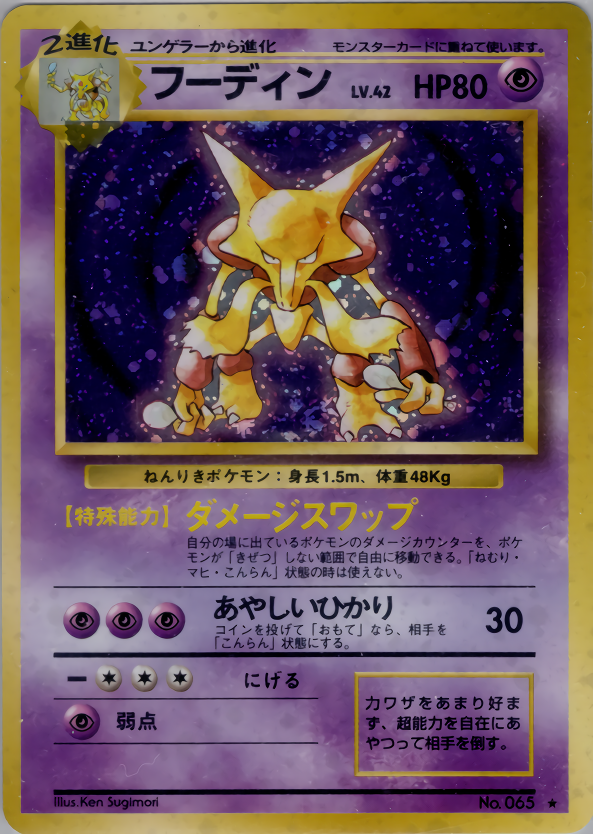 2進化 ユンゲラーから進化 モンスターカードに重ねて使います。
フーディン LV.42 HP80
ねんりきポケモン：身長1.5m、体重48Kg
【特殊能力】ダメージスワップ
自分の場に出ているポケモンのダメージカウンターを、ポケ
モンが「きぜつ」しない範囲で自由に移動できる。「ねむり・
マヒ・こんらん」状態の時は使えない。
あやしいひかり 30
コインを投げて「おもて」なら、相手を
「こんらん」状態にする。
にげる
弱点
力ワザをあまり好ま
ず、超能力を自在にあ
やつって相手を倒す。
Illus.Ken Sugimori No.065 ★